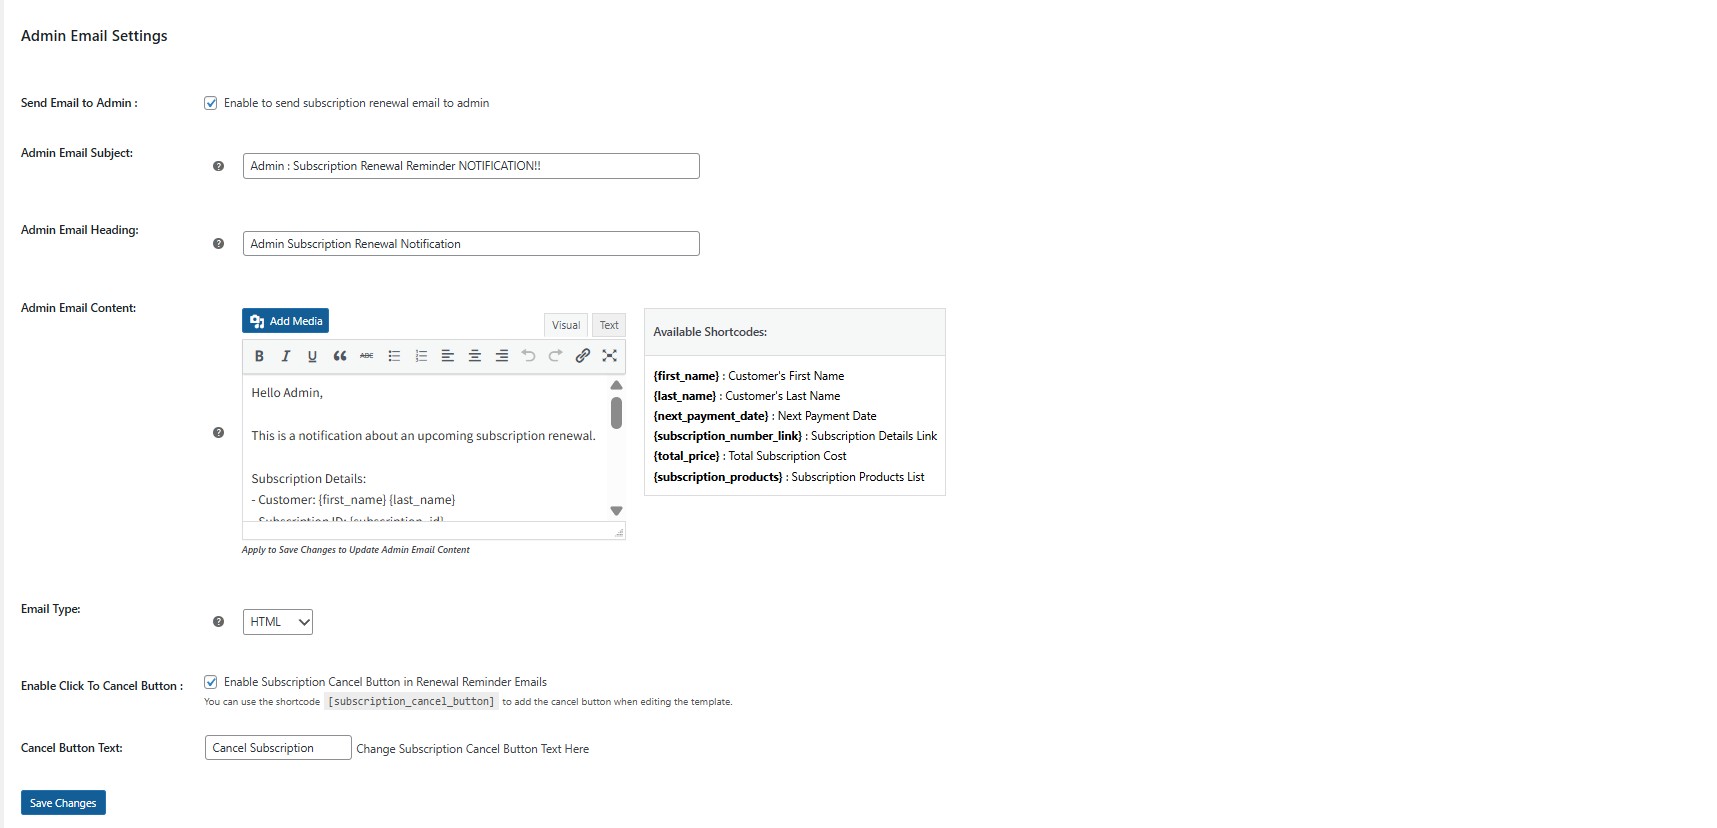 Admin Email Settings
Send Email to Admin : Enable to send subscription renewal email to admin
Admin Email Subject:
Admin : Subscription Renewal Reminder NOTIFICATION!!
Admin Email Heading:
Admin Subscription Renewal Notification
Admin Email Content:
Add Media
Visual Text
B I U ABC
Hello Admin,
This is a notification about an upcoming subscription renewal.
Subscription Details:
- Customer: {first_name} {last_name}
- Subscription ID: {subscription_id}
Apply to Save Changes to Update Admin Email Content
Available Shortcodes:
{first_name} : Customer's First Name
{last_name} : Customer's Last Name
{next_payment_date} : Next Payment Date
{subscription_number_link} : Subscription Details Link
{total_price} : Total Subscription Cost
{subscription_products} : Subscription Products List
Email Type:
HTML
Enable Click To Cancel Button : Enable Subscription Cancel Button in Renewal Reminder Emails
You can use the shortcode [subscription_cancel_button] to add the cancel button when editing the template.
Cancel Button Text: Cancel Subscription Change Subscription Cancel Button Text Here
Save Changes